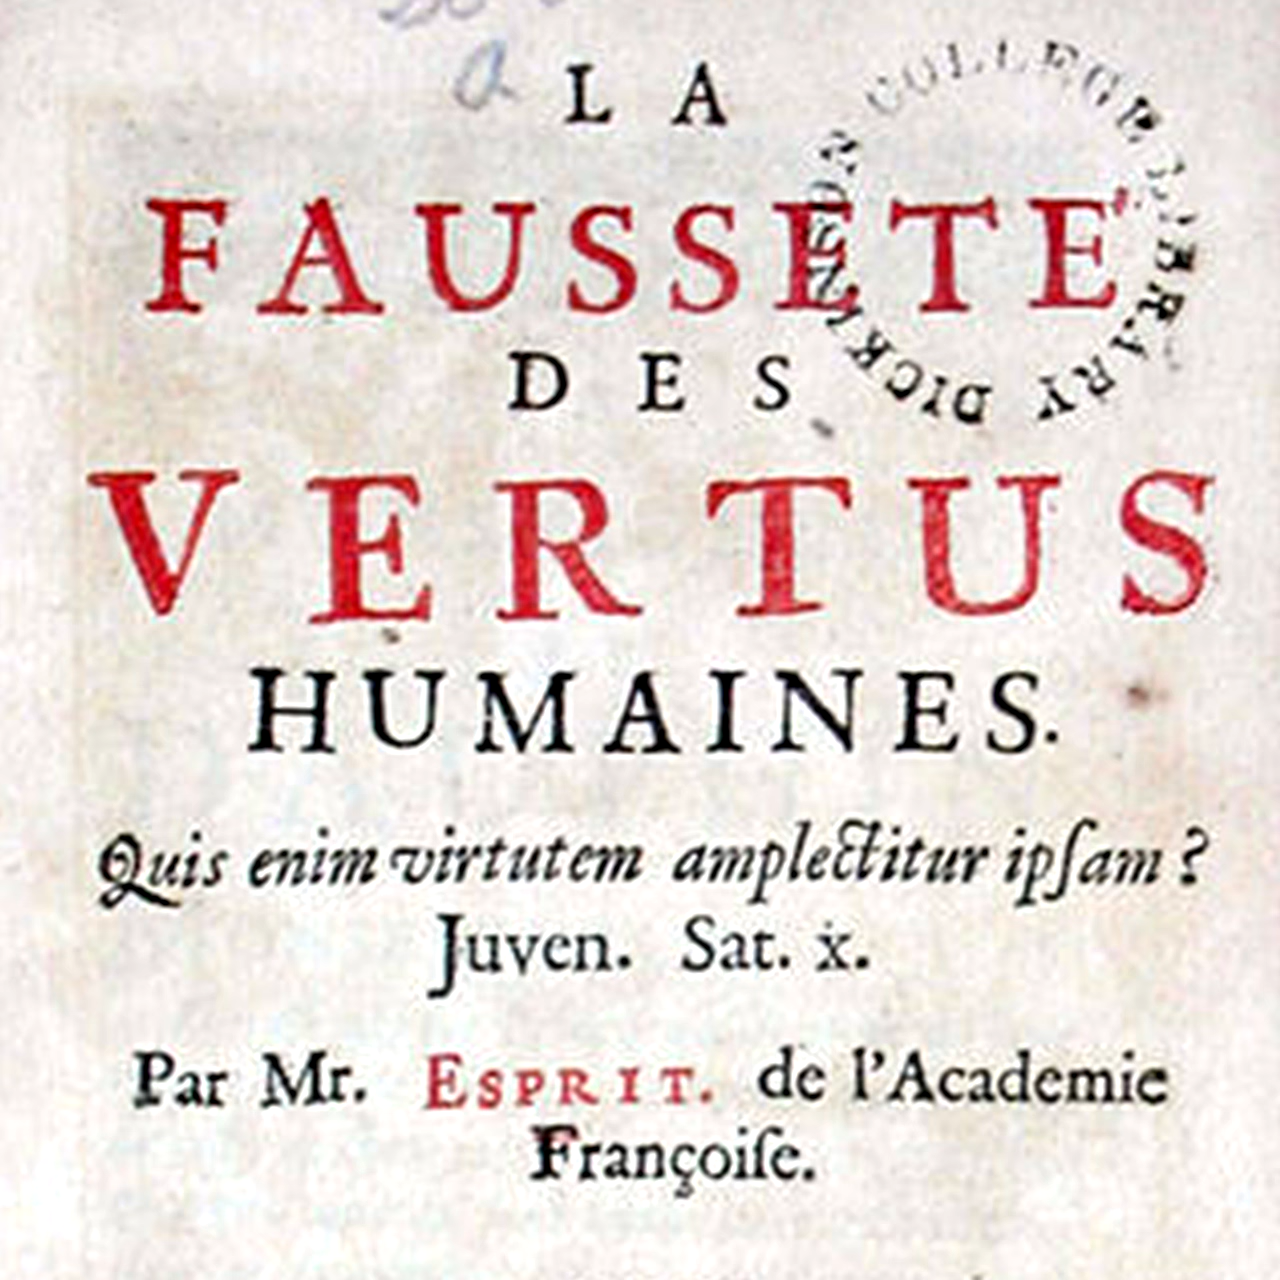 a
LA
FAUSSETE'
DES
VERTUS
HUMAINES.
Quis enim virtutem amplectitur ipſam?
Juven. Sat. x.
Par Mr. ESPRIT. de l'Academie
Françoiſe.
DICKINSON COLLEGE LIBRARY